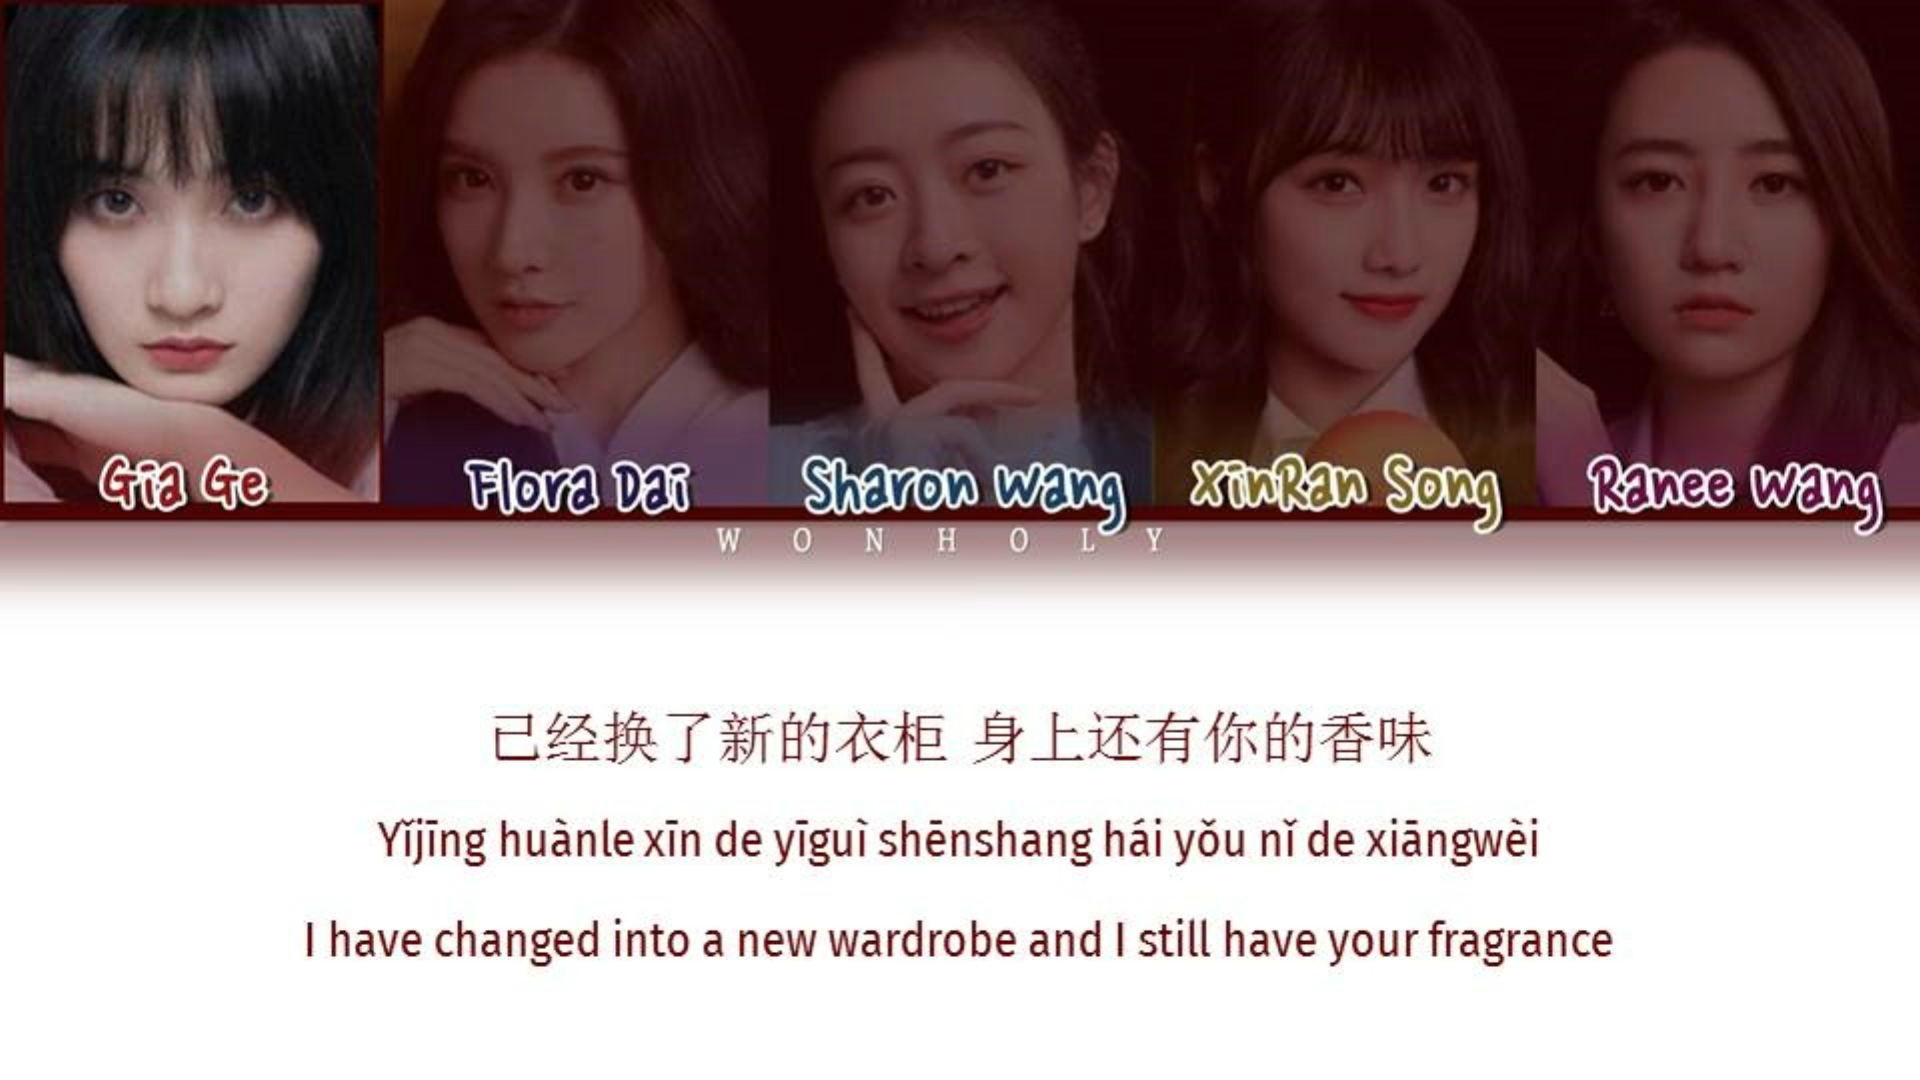 Gia Ge
Flora Dai
Sharon Wang
XinRan Song
Ranee Wang
WONHOLY
已经换了新的衣柜 身上还有你的香味
Yǐjīng huànle xīn de yīguì shēnshang hái yǒu nǐ de xiāngwèi
I have changed into a new wardrobe and I still have your fragrance